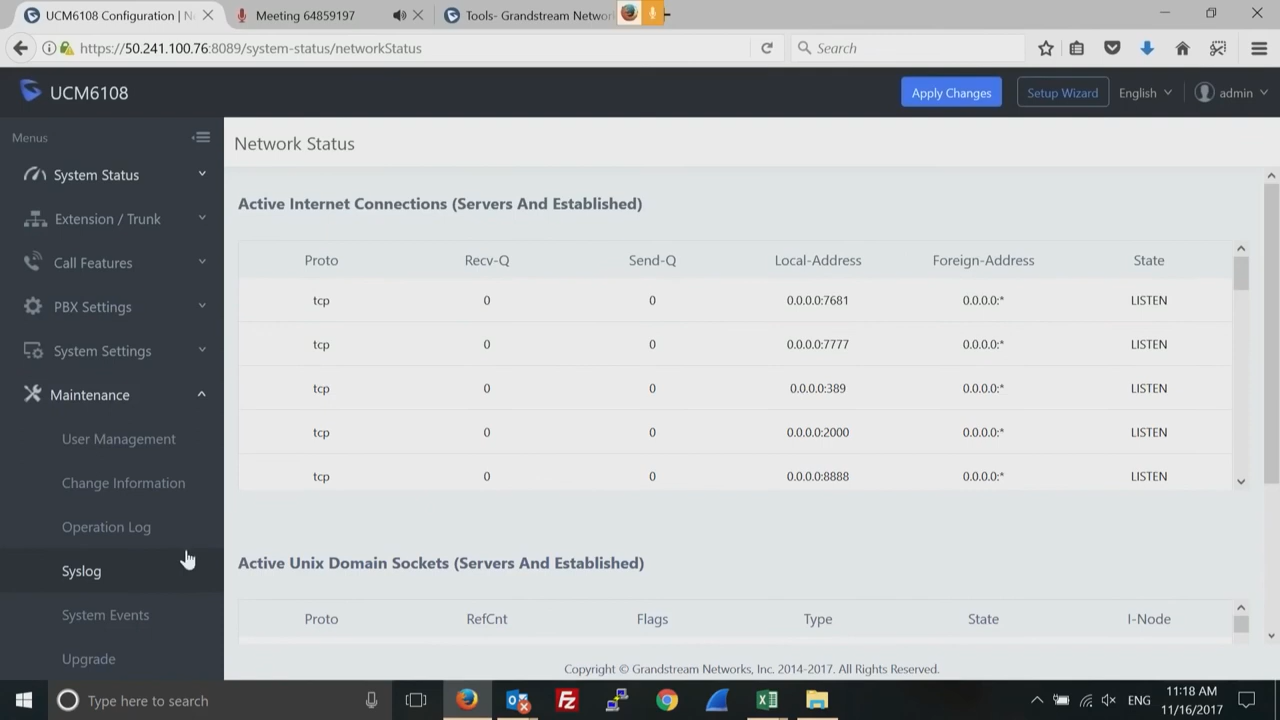 UCM6108 Configuration | N
Meeting 64859197
Tools- Grandstream Networ
https://50.241.100.76:8089/system-status/networkStatus
Search
UCM6108
Apply Changes
Setup Wizard
English
admin
Menus
System Status
Extension / Trunk
Call Features
PBX Settings
System Settings
Maintenance
User Management
Change Information
Operation Log
Syslog
System Events
Upgrade
Network Status
Active Internet Connections (Servers And Established)
Proto Recv-Q Send-Q Local-Address Foreign-Address State
tcp 0 0 0.0.0.0:7681 0.0.0.0:* LISTEN
tcp 0 0 0.0.0.0:7777 0.0.0.0:* LISTEN
tcp 0 0 0.0.0.0:389 0.0.0.0:* LISTEN
tcp 0 0 0.0.0.0:2000 0.0.0.0:* LISTEN
tcp 0 0 0.0.0.0:8888 0.0.0.0:* LISTEN
Active Unix Domain Sockets (Servers And Established)
Proto RefCnt Flags Type State I-Node
Copyright © Grandstream Networks, Inc. 2014-2017. All Rights Reserved.
Type here to search
ENG
11:18 AM
11/16/2017